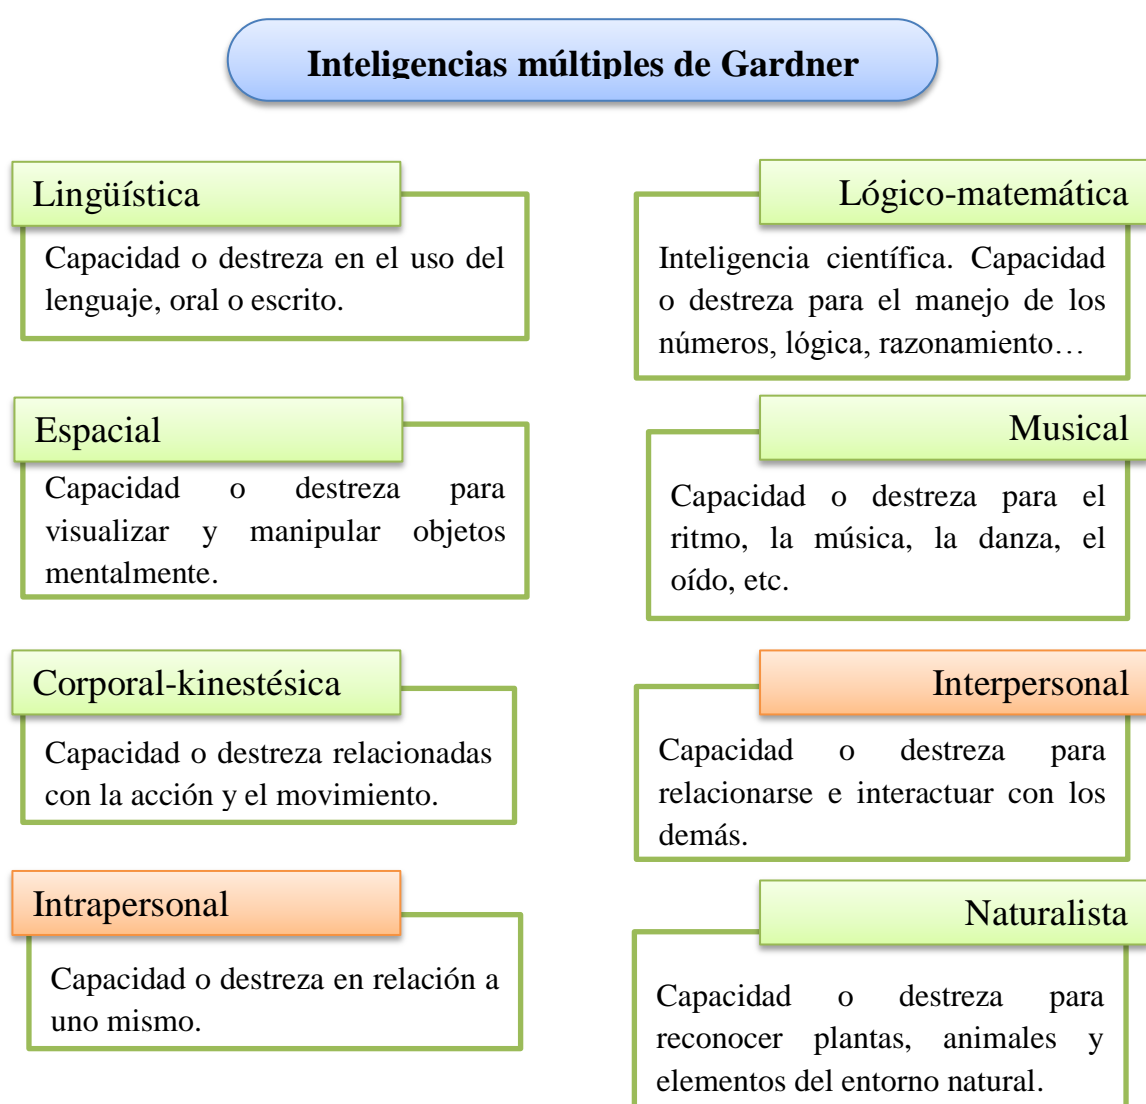 Inteligencias múltiples de Gardner
Lingüística
Capacidad o destreza en el uso del
lenguaje, oral o escrito.
Lógico-matemática
Inteligencia científica. Capacidad
o destreza para el manejo de los
números, lógica, razonamiento…
Espacial
Capacidad o destreza para
visualizar y manipular objetos
mentalmente.
Musical
Capacidad o destreza para el
ritmo, la música, la danza, el
oído, etc.
Corporal-kinestésica
Capacidad o destreza relacionadas
con la acción y el movimiento.
Interpersonal
Capacidad o destreza para
relacionarse e interactuar con los
demás.
Intrapersonal
Capacidad o destreza en relación a
uno mismo.
Naturalista
Capacidad o destreza para
reconocer plantas, animales y
elementos del entorno natural.